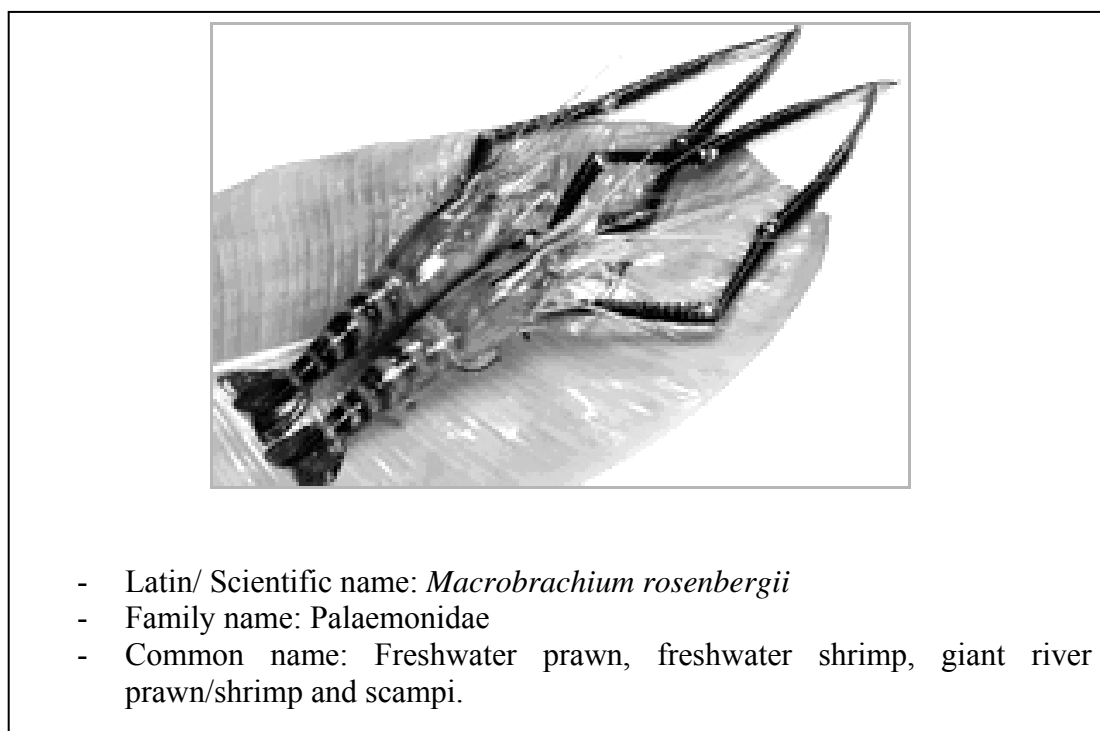 - Latin/ Scientific name: Macrobrachium rosenbergii
- Family name: Palaemonidae
- Common name: Freshwater prawn, freshwater shrimp, giant river
prawn/shrimp and scampi.